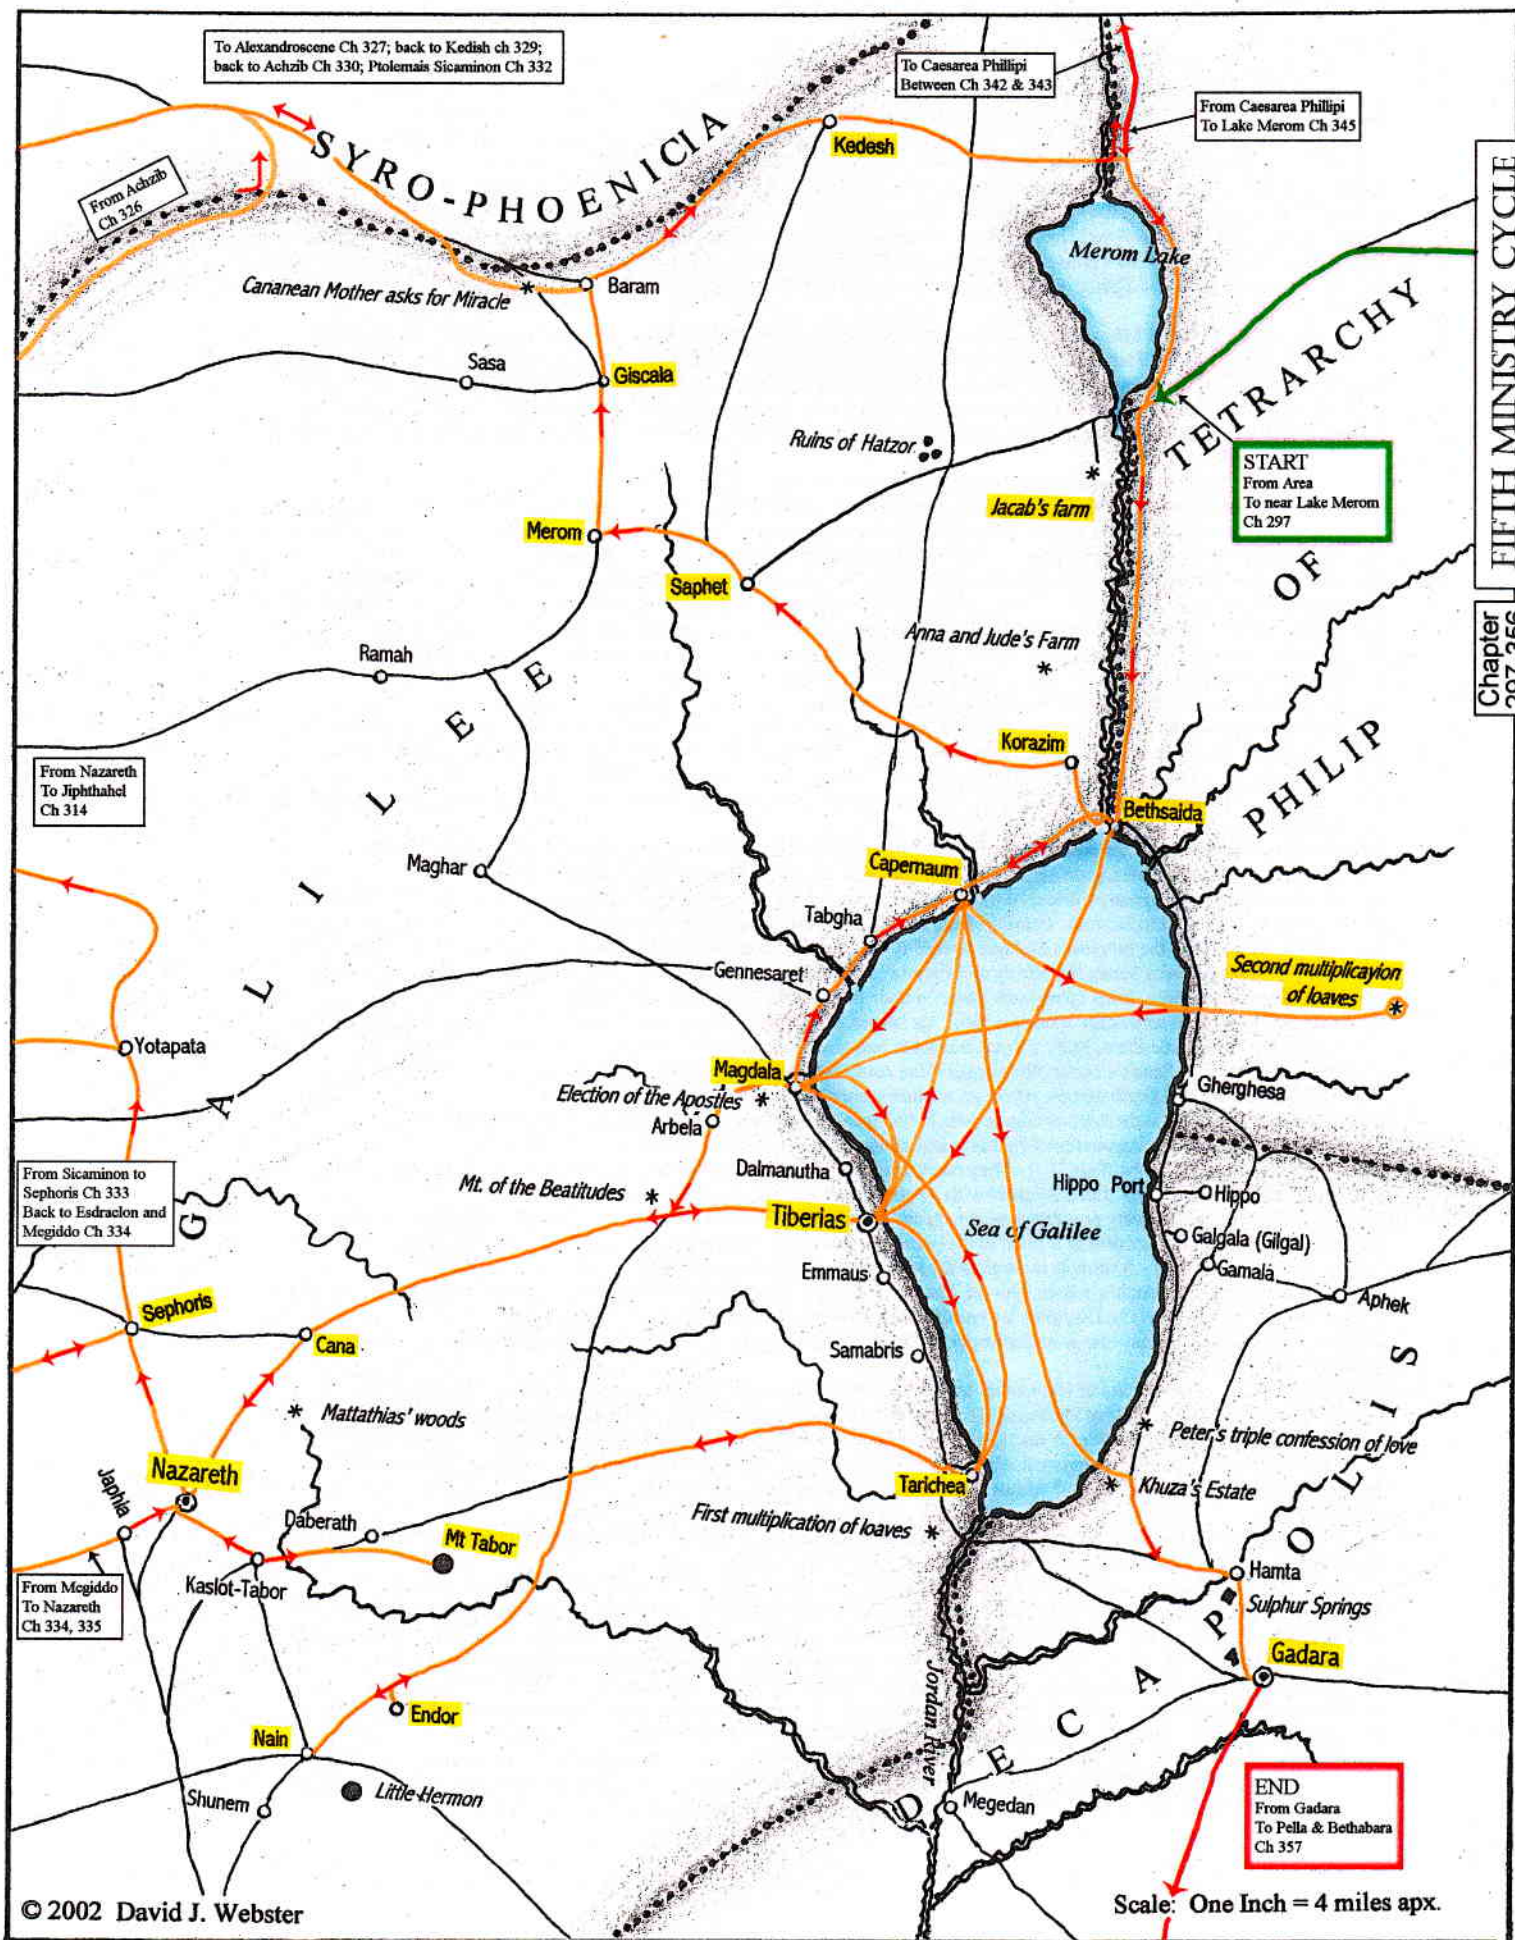 To Alexandroscene Ch 327; back to Kedish ch 329;
back to Achzib Ch 330; Ptolemais Sicaminon Ch 332
To Caesarea Phillipi
Between Ch 342 & 343
From Caesarea Phillipi
To Lake Merom Ch 345
SYRO-PHOENICIA
Kedesh
From Achzib
Ch 326
FIFTH MINISTRY CYCLE
Chapter
297-356
Merom Lake
Cananean Mother asks for Miracle
Baram
Sasa
Giscala
TETRARCHY
OF
PHILIP
Ruins of Hatzor
START
From Area
To near Lake Merom
Ch 297
Jacab's farm
Merom
Saphet
Anna and Jude's Farm
Ramah
GALILEE
Korazim
From Nazareth
To Jiphthahel
Ch 314
Bethsaida
Maghar
Capernaum
Tabgha
Gennesaret
Second multiplicayion
of loaves
Yotapata
Magdala
Gherghesa
Election of the Apostles
Arbela
From Sicaminon to
Sephoris Ch 333
Back to Esdraelon and
Megiddo Ch 334
Dalmanutha
Mt. of the Beatitudes
Hippo Port
Hippo
Tiberias
Sea of Galilee
Galgala (Gilgal)
Gamala
Emmaus
Aphek
Sephoris
Cana
Samabris
Mattathias' woods
Peter's triple confession of love
Nazareth
Japhia
Tarichea
Khuza's Estate
Daberath
Mt Tabor
First multiplication of loaves
Kaslot-Tabor
Hamta
Sulphur Springs
From Megiddo
To Nazareth
Ch 334, 335
Gadara
DECAPOLIS
Jordan River
Endor
Nain
Little Hermon
Shunem
Megedan
END
From Gadara
To Pella & Bethabara
Ch 357
© 2002 David J. Webster
Scale: One Inch = 4 miles apx.